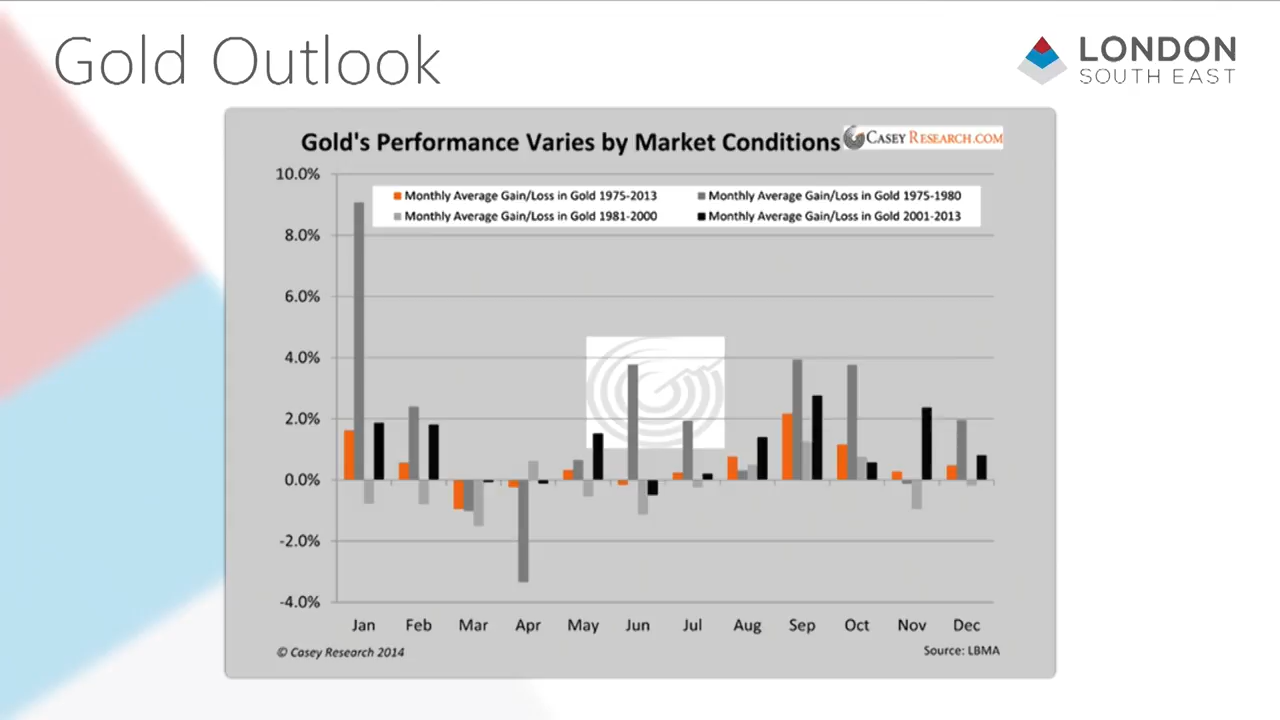 Gold Outlook
LONDON
SOUTH EAST
Gold's Performance Varies by Market Conditions
CASEY RESEARCH.COM
10.0%
Monthly Average Gain/Loss in Gold 1975-2013
Monthly Average Gain/Loss in Gold 1975-1980
Monthly Average Gain/Loss in Gold 1981-2000
Monthly Average Gain/Loss in Gold 2001-2013
8.0%
6.0%
4.0%
2.0%
0.0%
-2.0%
-4.0%
Jan Feb Mar Apr May Jun Jul Aug Sep Oct Nov Dec
© Casey Research 2014
Source: LBMA